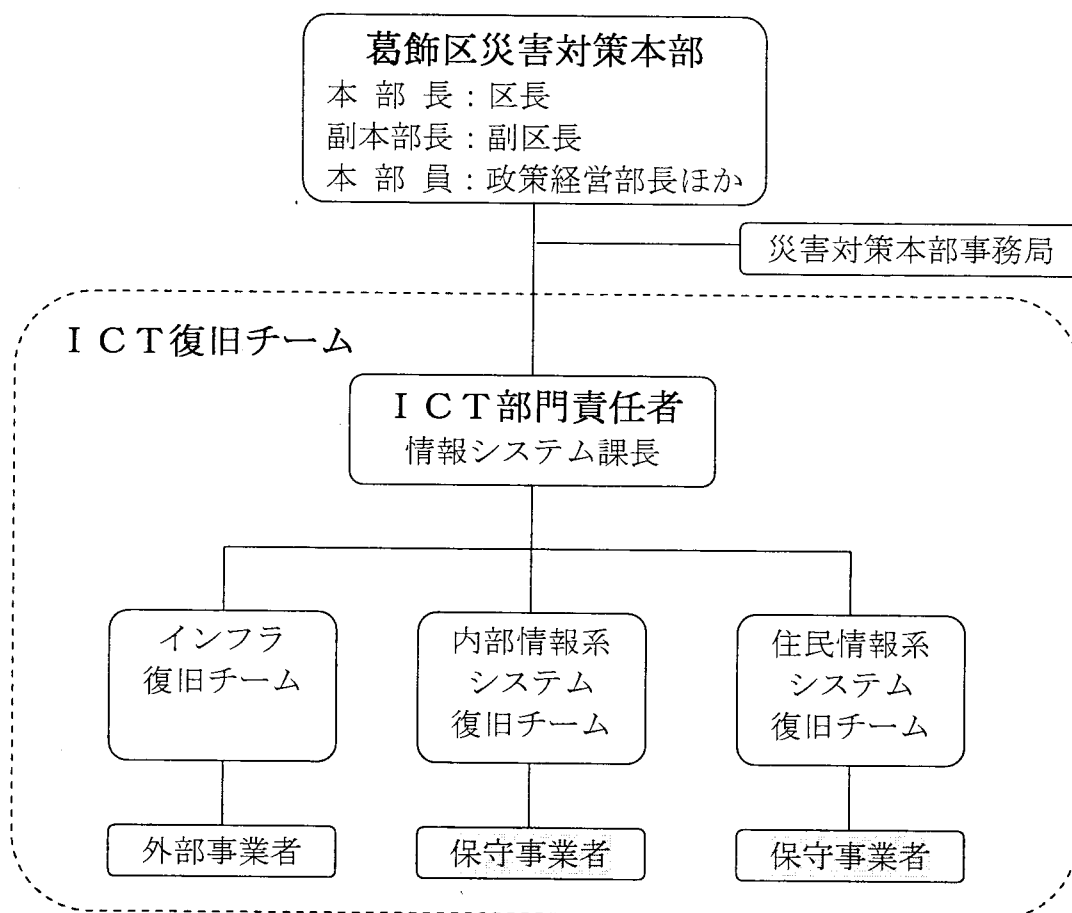 葛飾区災害対策本部
本 部 長：区長
副本部長：副区長
本 部 員：政策経営部長ほか
災害対策本部事務局
ＩＣＴ復旧チーム
ＩＣＴ部門責任者
情報システム課長
インフラ
復旧チーム
内部情報系
システム
復旧チーム
住民情報系
システム
復旧チーム
外部事業者
保守事業者
保守事業者